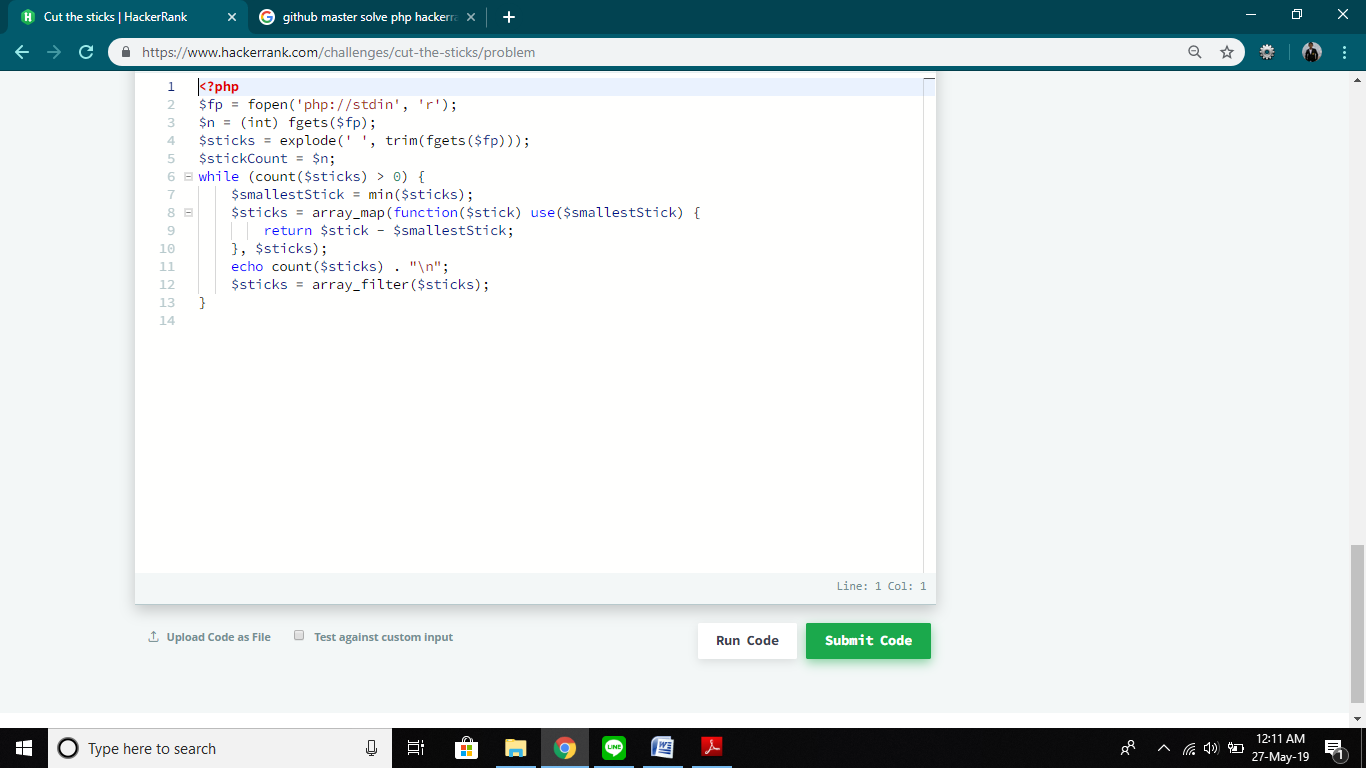 Cut the sticks | HackerRank
github master solve php hackerra
https://www.hackerrank.com/challenges/cut-the-sticks/problem
1 <?php
2 $fp = fopen('php://stdin', 'r');
3 $n = (int) fgets($fp);
4 $sticks = explode(' ', trim(fgets($fp)));
5 $stickCount = $n;
6 while (count($sticks) > 0) {
7     $smallestStick = min($sticks);
8     $sticks = array_map(function($stick) use($smallestStick) {
9         return $stick - $smallestStick;
10     }, $sticks);
11     echo count($sticks) . "\n";
12     $sticks = array_filter($sticks);
13 }
14
Line: 1 Col: 1
Upload Code as File Test against custom input Run Code Submit Code
Type here to search
12:11 AM
27-May-19
1